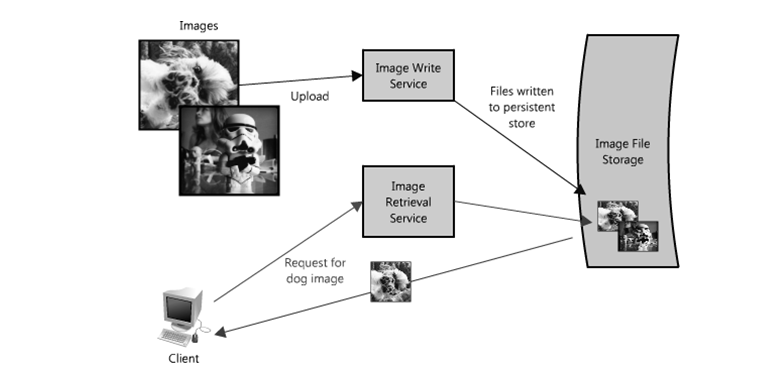 Images
Upload
Image Write
Service
Files written
to persistent
store
Image File
Storage
Image
Retrieval
Service
Request for
dog image
Client